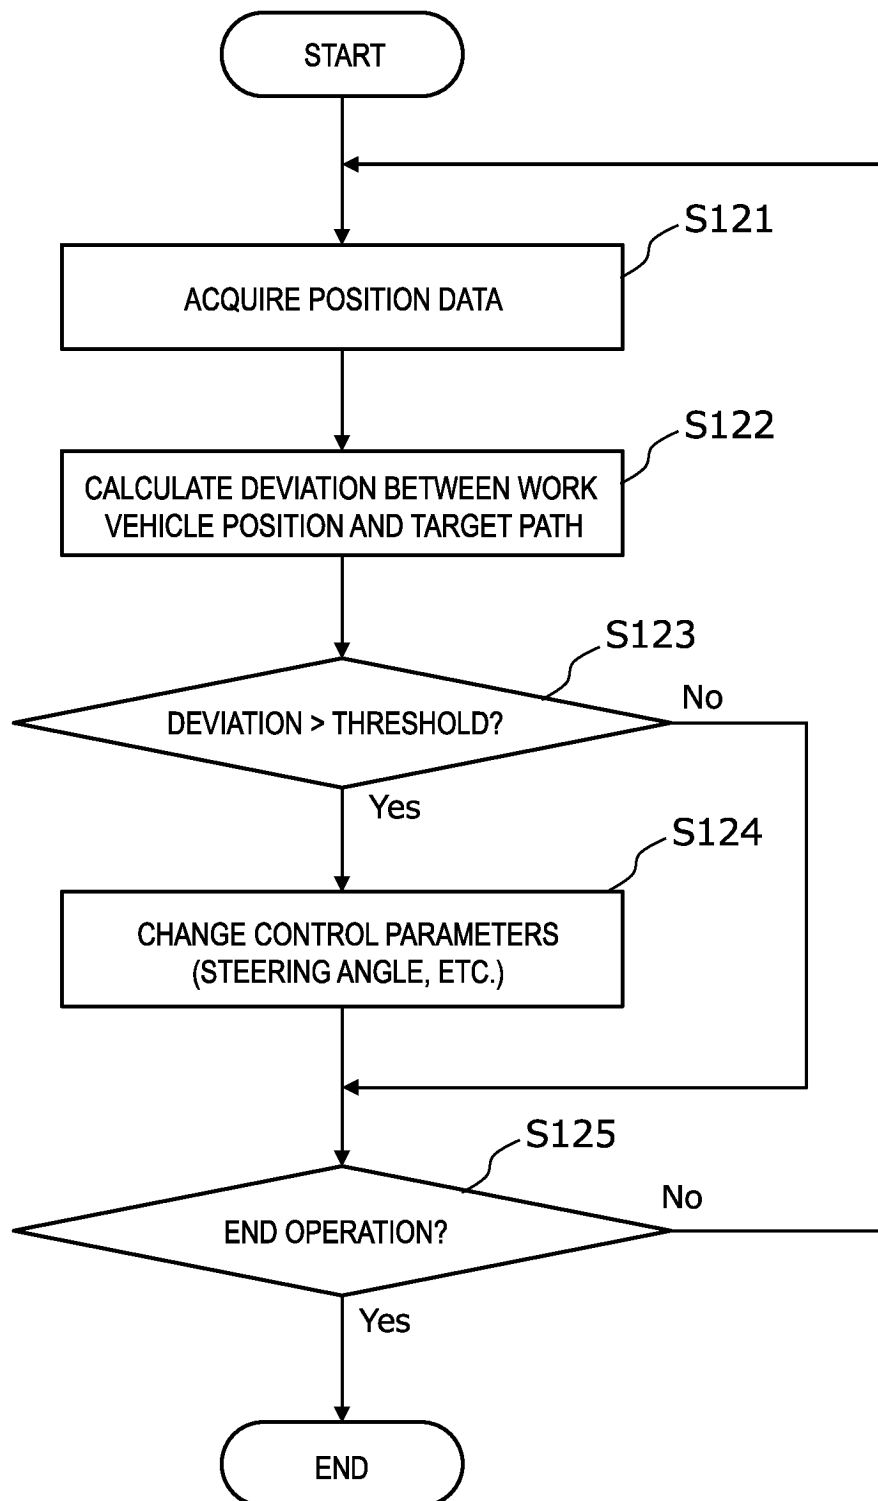 START
S121
ACQUIRE POSITION DATA
S122
CALCULATE DEVIATION BETWEEN WORK
VEHICLE POSITION AND TARGET PATH
S123
DEVIATION > THRESHOLD?
No
Yes
S124
CHANGE CONTROL PARAMETERS
(STEERING ANGLE, ETC.)
S125
END OPERATION?
No
Yes
END